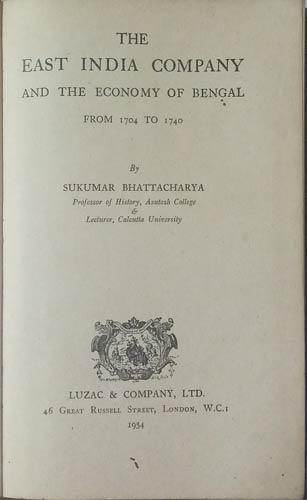 THE
EAST INDIA COMPANY
AND THE ECONOMY OF BENGAL
FROM 1704 TO 1740
By
SUKUMAR BHATTACHARYA
Professor of History, Asutosh College
&
Lecturer, Calcutta University
LUZAC & COMPANY, LTD.
46 GREAT RUSSELL STREET, LONDON, W.C.1
1954